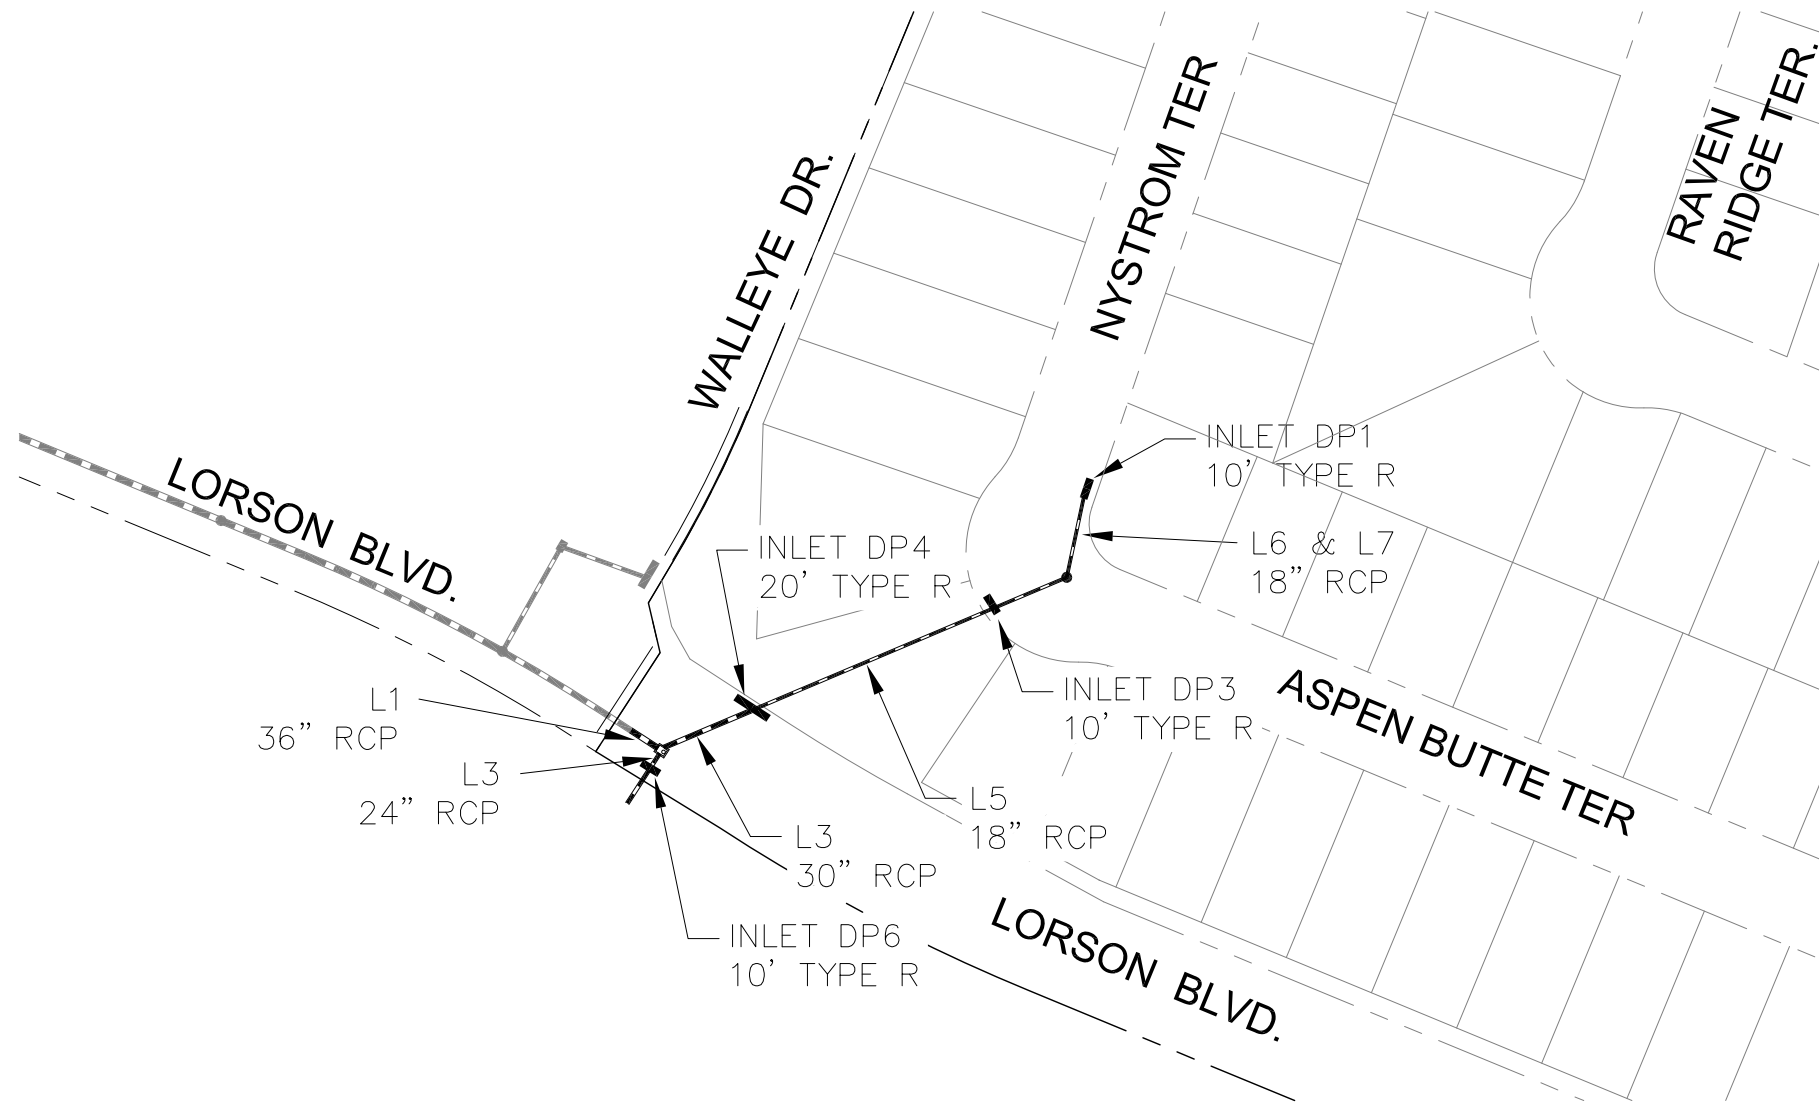 NYSTROM TER
RAVEN
RIDGE TER.
WALLEYE DR.
LORSON BLVD.
INLET DP1
10' TYPE R
L6 & L7
18" RCP
INLET DP4
20' TYPE R
INLET DP3
10' TYPE R
ASPEN BUTTE TER
L1
36" RCP
L3
24" RCP
L5
18" RCP
L3
30" RCP
INLET DP6
10' TYPE R
LORSON BLVD.